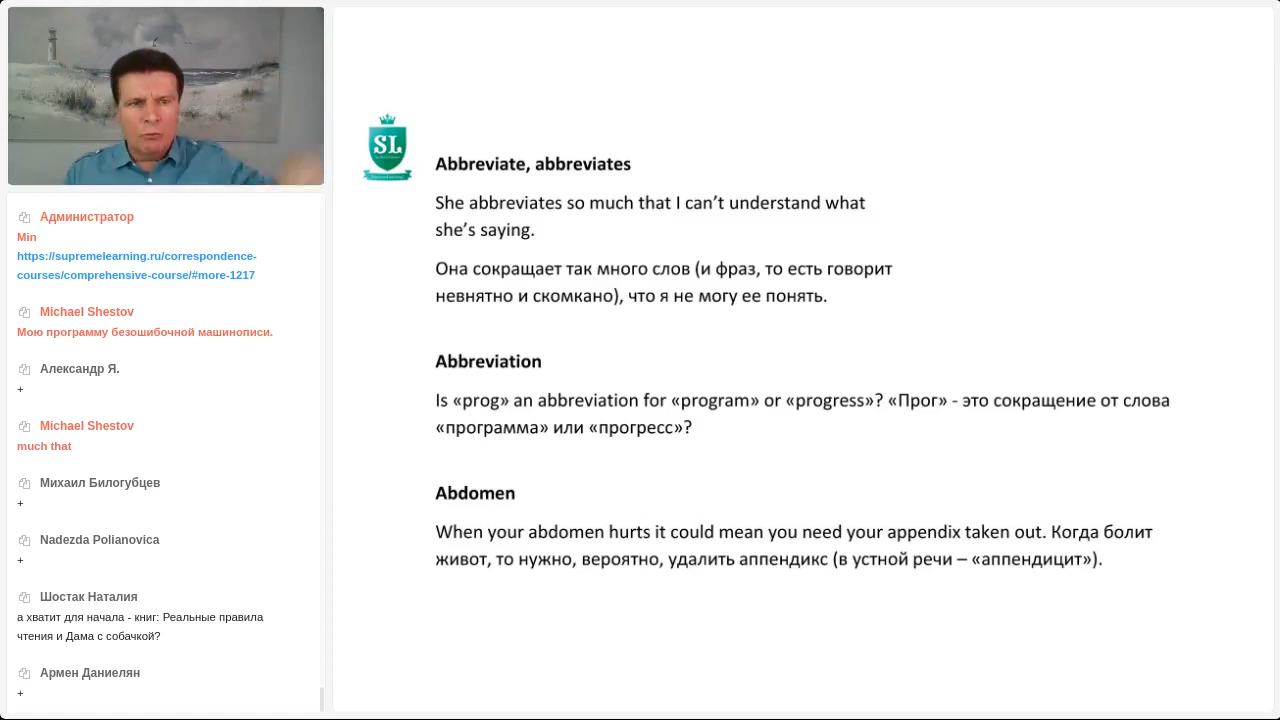 Администратор
Min
https://supremelearning.ru/correspondence-
courses/comprehensive-course/#more-1217
Michael Shestov
Мою программу безошибочной машинописи.
Александр Я.
+
Michael Shestov
much that
Михаил Билогубцев
+
Nadezda Polianovica
+
Шостак Наталия
а хватит для начала - книг: Реальные правила
чтения и Дама с собачкой?
Армен Даниелян
+
SL
Abbreviate, abbreviates
She abbreviates so much that I can’t understand what
she’s saying.
Она сокращает так много слов (и фраз, то есть говорит
невнятно и скомкано), что я не могу ее понять.
Abbreviation
Is «prog» an abbreviation for «program» or «progress»? «Прог» - это сокращение от слова
«программа» или «прогресс»?
Abdomen
When your abdomen hurts it could mean you need your appendix taken out. Когда болит
живот, то нужно, вероятно, удалить аппендикс (в устной речи – «аппендицит»).